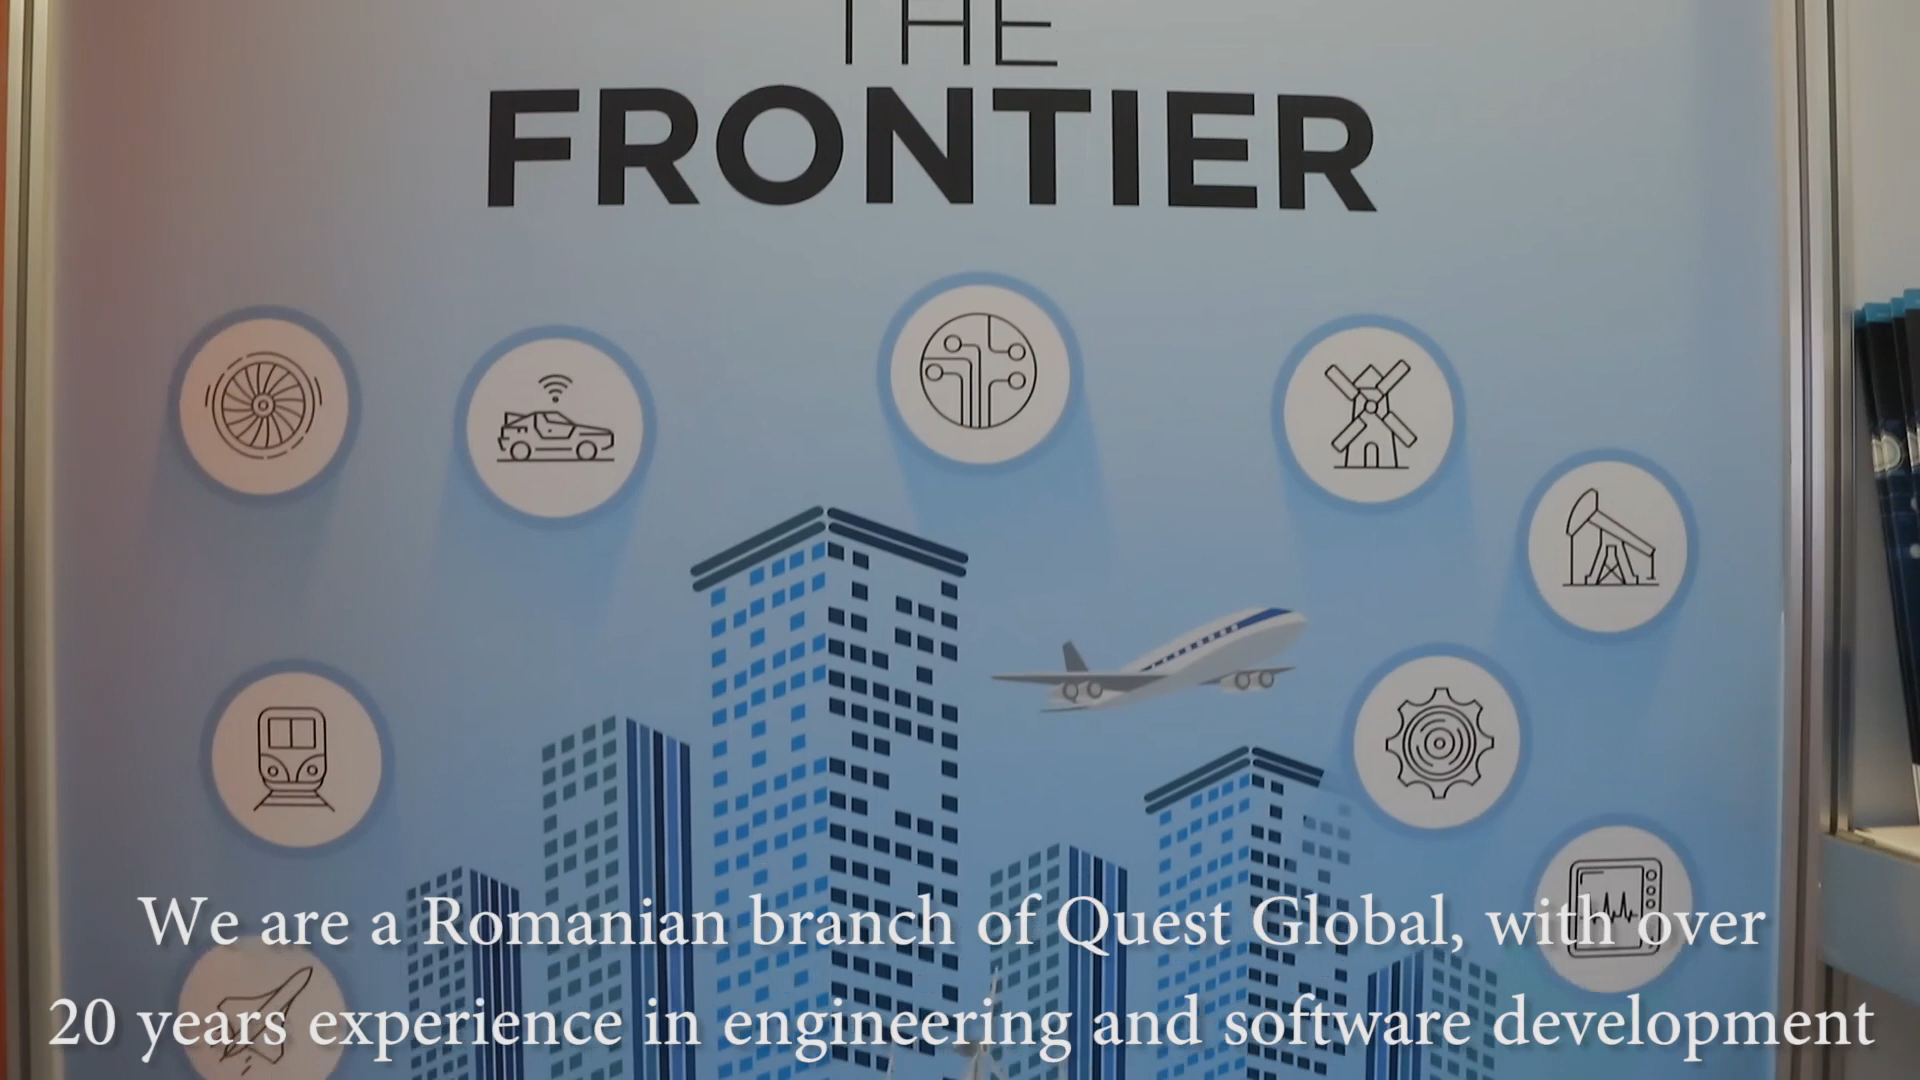 THE
FRONTIER
We are a Romanian branch of Quest Global, with over
20 years experience in engineering and software development